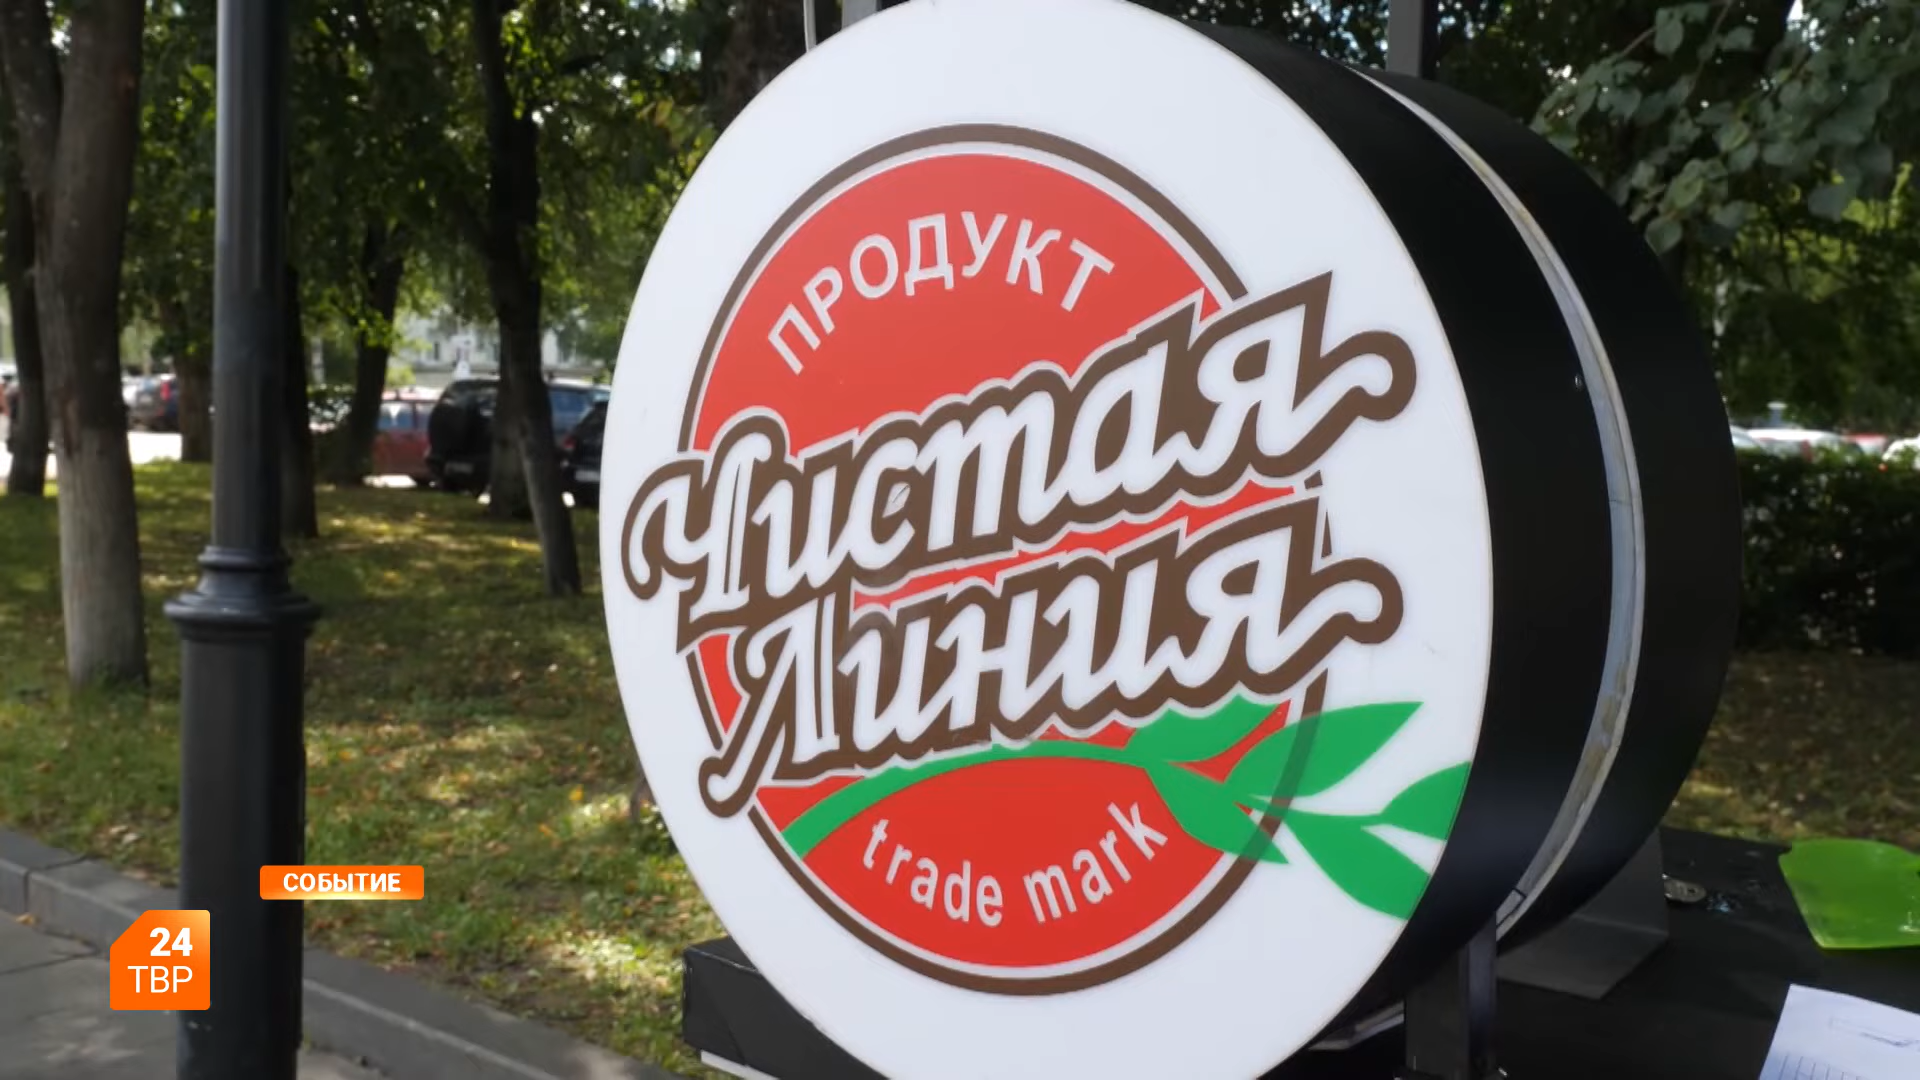 ПРОДУКТ
Чистая
Линия
trade mark
СОБЫТИЕ
24
ТВР